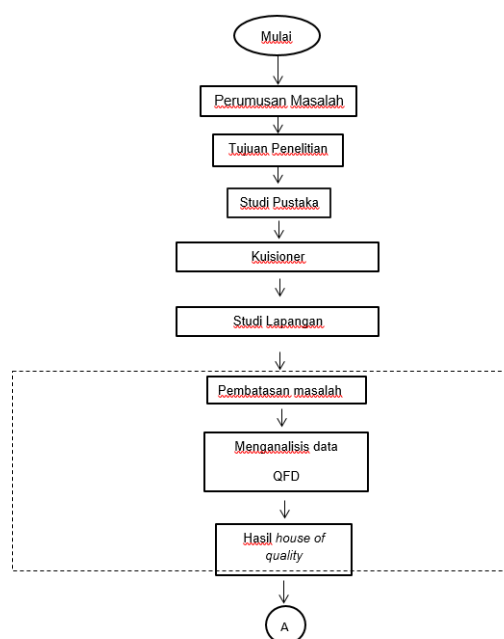 Mulai
Perumusan Masalah
Tujuan Penelitian
Studi Pustaka
Kuisioner
Studi Lapangan
Pembatasan masalah
Menganalisis data
QFD
Hasil house of
quality
A